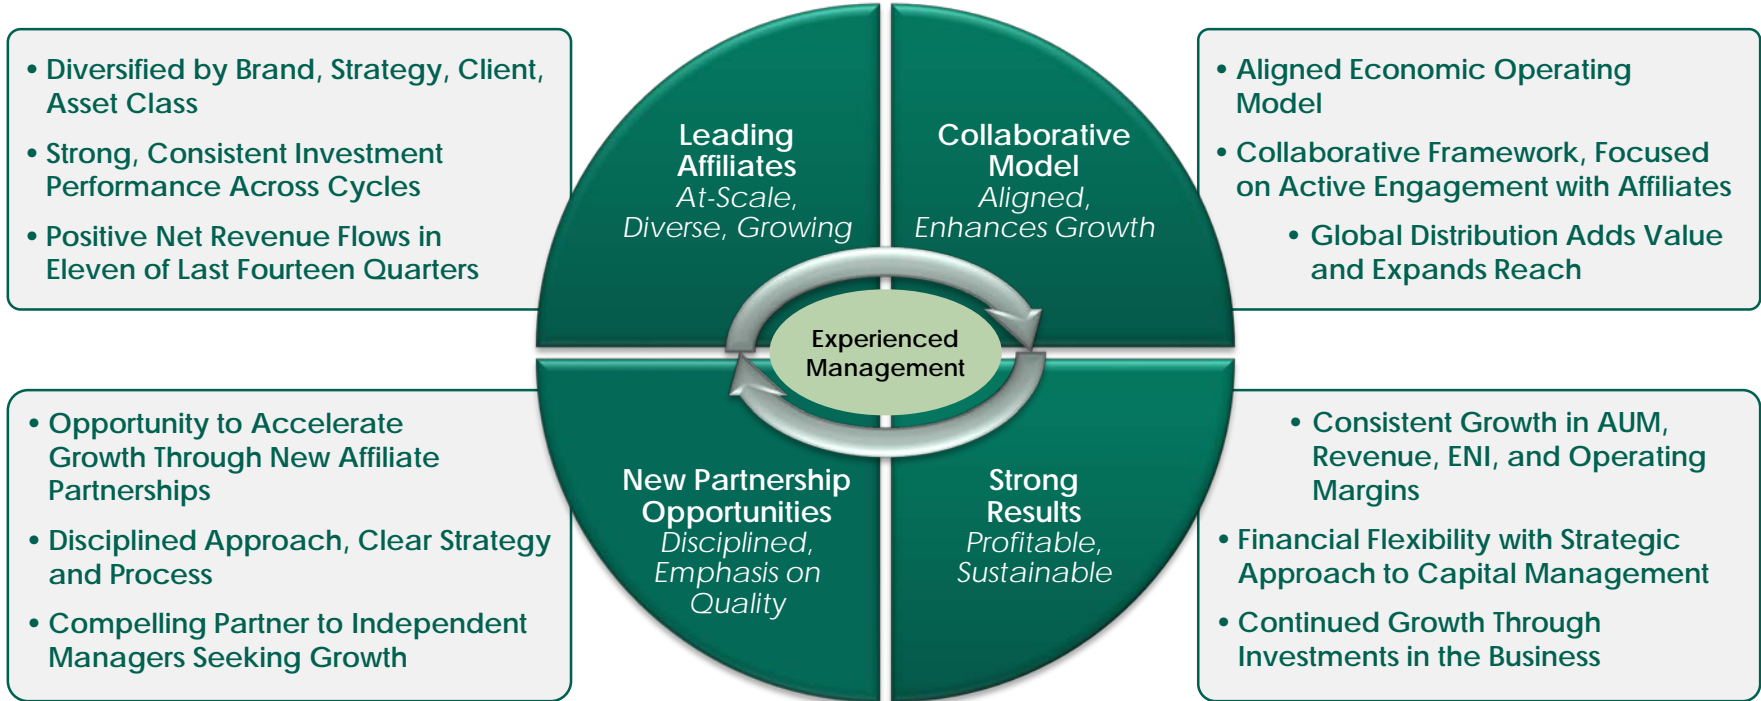 • Diversified by Brand, Strategy, Client,
Asset Class
• Strong, Consistent Investment
Performance Across Cycles
• Positive Net Revenue Flows in
Eleven of Last Fourteen Quarters
Leading
Affiliates
At-Scale,
Diverse, Growing
Collaborative
Model
Aligned,
Enhances Growth
• Aligned Economic Operating
Model
• Collaborative Framework, Focused
on Active Engagement with Affiliates
• Global Distribution Adds Value
and Expands Reach
Experienced
Management
• Opportunity to Accelerate
Growth Through New Affiliate
Partnerships
• Disciplined Approach, Clear Strategy
and Process
• Compelling Partner to Independent
Managers Seeking Growth
New Partnership
Opportunities
Disciplined,
Emphasis on
Quality
Strong
Results
Profitable,
Sustainable
• Consistent Growth in AUM,
Revenue, ENI, and Operating
Margins
• Financial Flexibility with Strategic
Approach to Capital Management
• Continued Growth Through
Investments in the Business